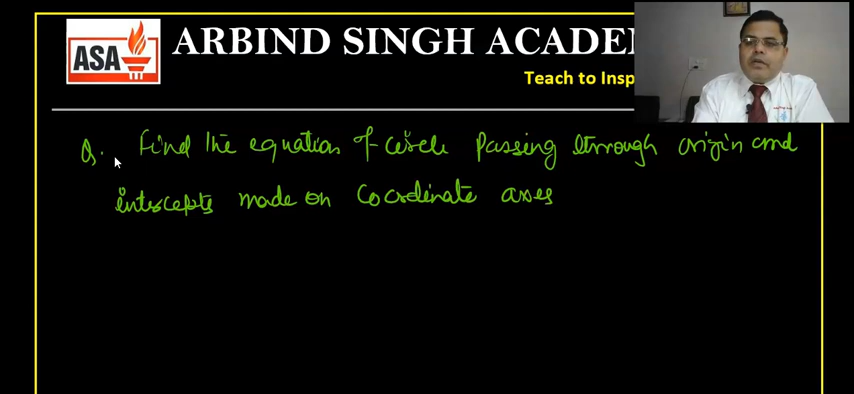 ASA
ARBIND SINGH ACADE
Teach to Insp
Q. Find the equation of circle passing through origin and
intercepts made on coordinate axes